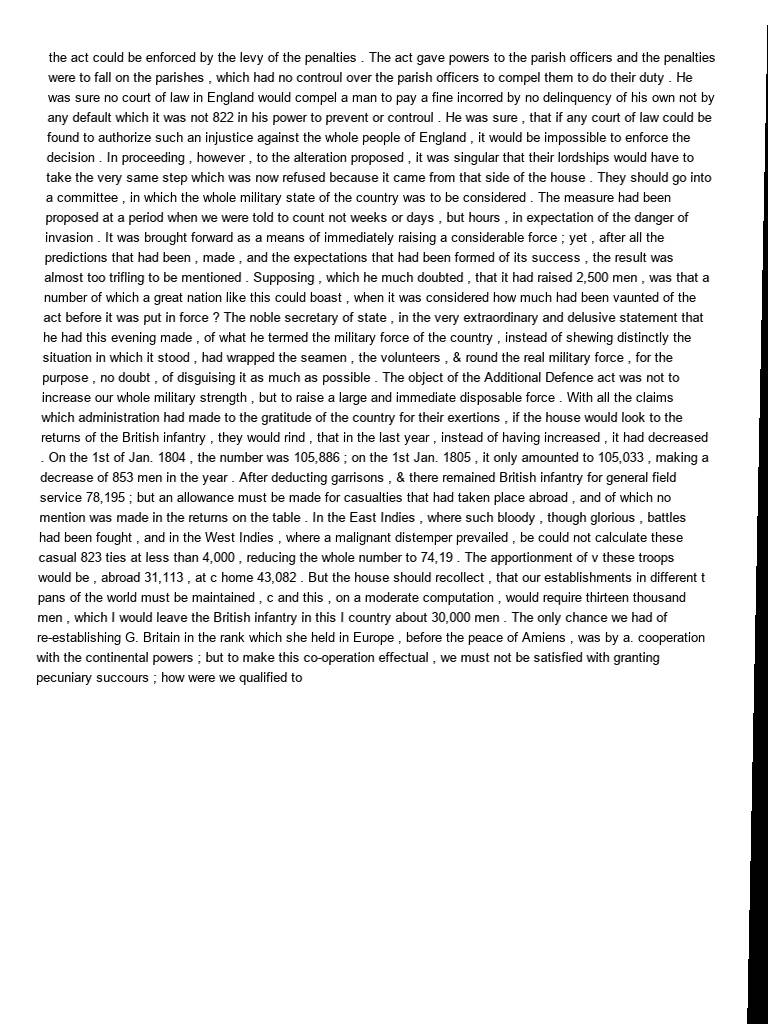 the act could be enforced by the levy of the penalties . The act gave powers to the parish officers and the penalties
were to fall on the parishes , which had no controul over the parish officers to compel them to do their duty . He
was sure no court of law in England would compel a man to pay a fine incorred by no delinquency of his own not by
any default which it was not 822 in his power to prevent or controul . He was sure , that if any court of law could be
found to authorize such an injustice against the whole people of England , it would be impossible to enforce the
decision . In proceeding , however , to the alteration proposed , it was singular that their lordships would have to
take the very same step which was now refused because it came from that side of the house . They should go into
a committee , in which the whole military state of the country was to be considered . The measure had been
proposed at a period when we were told to count not weeks or days , but hours , in expectation of the danger of
invasion . It was brought forward as a means of immediately raising a considerable force ; yet , after all the
predictions that had been , made , and the expectations that had been formed of its success , the result was
almost too trifling to be mentioned . Supposing , which he much doubted , that it had raised 2,500 men , was that a
number of which a great nation like this could boast , when it was considered how much had been vaunted of the
act before it was put in force ? The noble secretary of state , in the very extraordinary and delusive statement that
he had this evening made , of what he termed the military force of the country , instead of shewing distinctly the
situation in which it stood , had wrapped the seamen , the volunteers , & round the real military force , for the
purpose , no doubt , of disguising it as much as possible . The object of the Additional Defence act was not to
increase our whole military strength , but to raise a large and immediate disposable force . With all the claims
which administration had made to the gratitude of the country for their exertions , if the house would look to the
returns of the British infantry , they would rind , that in the last year , instead of having increased , it had decreased
. On the 1st of Jan. 1804 , the number was 105,886 ; on the 1st Jan. 1805 , it only amounted to 105,033 , making a
decrease of 853 men in the year . After deducting garrisons , & there remained British infantry for general field
service 78,195 ; but an allowance must be made for casualties that had taken place abroad , and of which no
mention was made in the returns on the table . In the East Indies , where such bloody , though glorious , battles
had been fought , and in the West Indies , where a malignant distemper prevailed , be could not calculate these
casual 823 ties at less than 4,000 , reducing the whole number to 74,19 . The apportionment of v these troops
would be , abroad 31,113 , at c home 43,082 . But the house should recollect , that our establishments in different t
pans of the world must be maintained , c and this , on a moderate computation , would require thirteen thousand
men , which I would leave the British infantry in this I country about 30,000 men . The only chance we had of
re-establishing G. Britain in the rank which she held in Europe , before the peace of Amiens , was by a. cooperation
with the continental powers ; but to make this co-operation effectual , we must not be satisfied with granting
pecuniary succours ; how were we qualified to